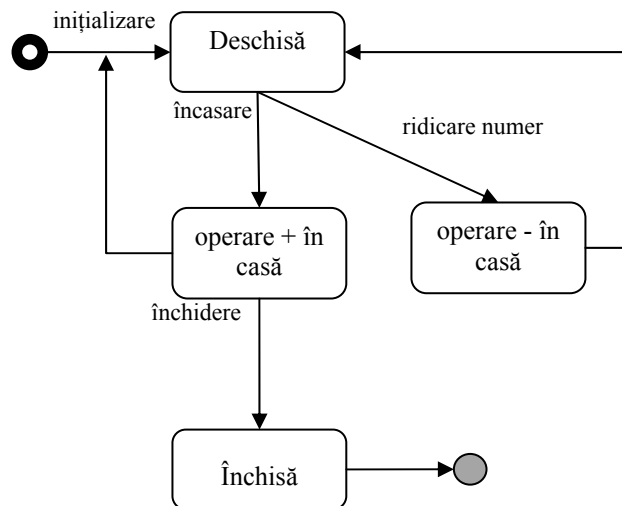 inițializare
Deschisă
încasare
ridicare numer
operare + în
casă
operare - în
casă
închidere
Închisă